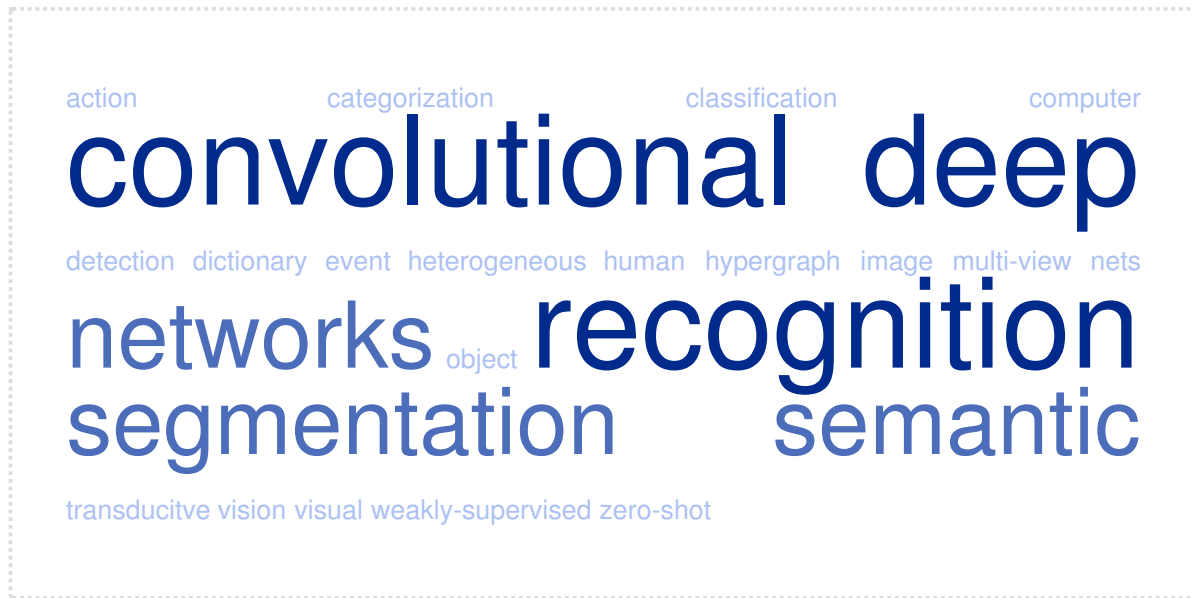 action categorization classification computer
convolutional deep
detection dictionary event heterogeneous human hypergraph image multi-view nets
networks object recognition
segmentation semantic
transducitve vision visual weakly-supervised zero-shot